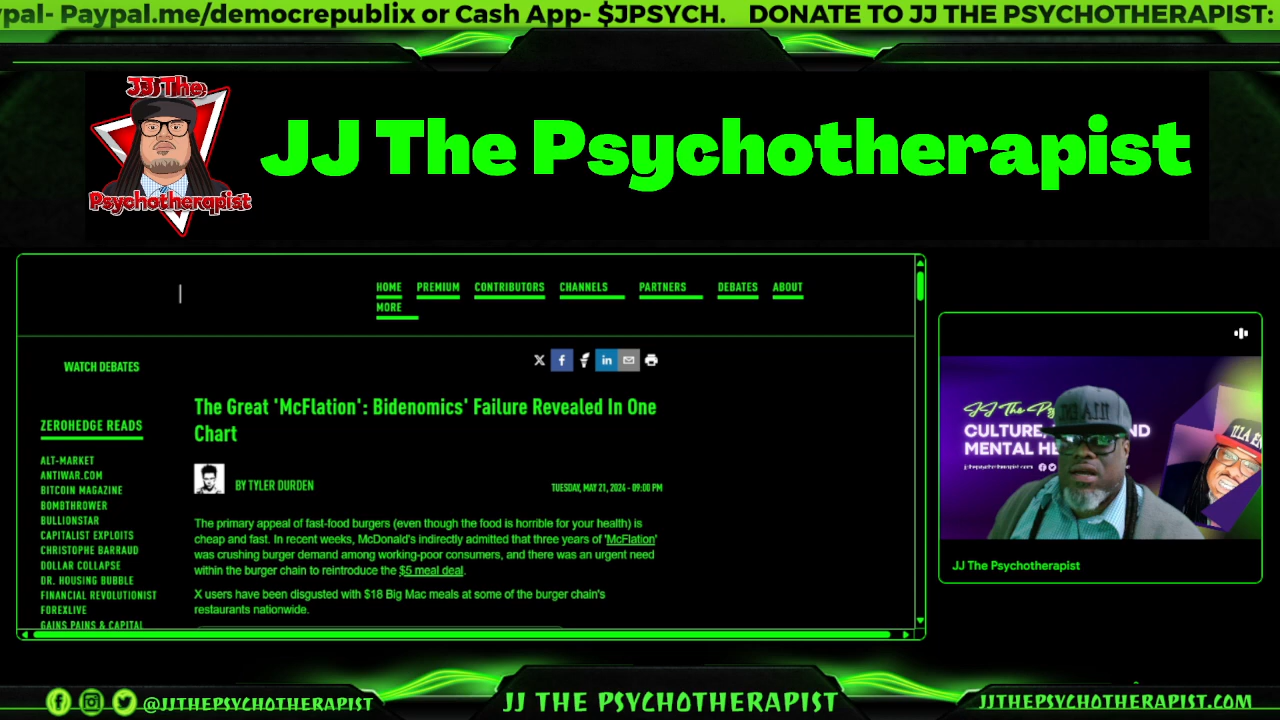 ypal- Paypal.me/democrepublix or Cash App- $JPSYCH. DONATE TO JJ THE PSYCHOTHERAPIST:
JJ The
Psychotherapist
JJ The Psychotherapist
HOME PREMIUM CONTRIBUTORS CHANNELS PARTNERS DEBATES ABOUT
MORE
WATCH DEBATES
ZEROHEDGE READS
ALT-MARKET
ANTIWAR.COM
BITCOIN MAGAZINE
BOMBTHROWER
BULLIONSTAR
CAPITALIST EXPLOITS
CHRISTOPHE BARRAUD
DOLLAR COLLAPSE
DR. HOUSING BUBBLE
FINANCIAL REVOLUTIONIST
FOREXLIVE
GAINS PAINS & CAPITAL
The Great 'McFlation': Bidenomics' Failure Revealed In One
Chart
BY TYLER DURDEN
TUESDAY, MAY 21, 2024 - 09:00 PM
The primary appeal of fast-food burgers (even though the food is horrible for your health) is
cheap and fast. In recent weeks, McDonald's indirectly admitted that three years of 'McFlation'
was crushing burger demand among working-poor consumers, and there was an urgent need
within the burger chain to reintroduce the $5 meal deal.
X users have been disgusted with $18 Big Mac meals at some of the burger chain's
restaurants nationwide.
JJ The Ps
CULTURE, ND
MENTAL HE
JJ The Psychotherapist
@JJTHEPSYCHOTHERAPIST
JJ THE PSYCHOTHERAPIST
JJTHEPSYCHOTHERAPIST.COM